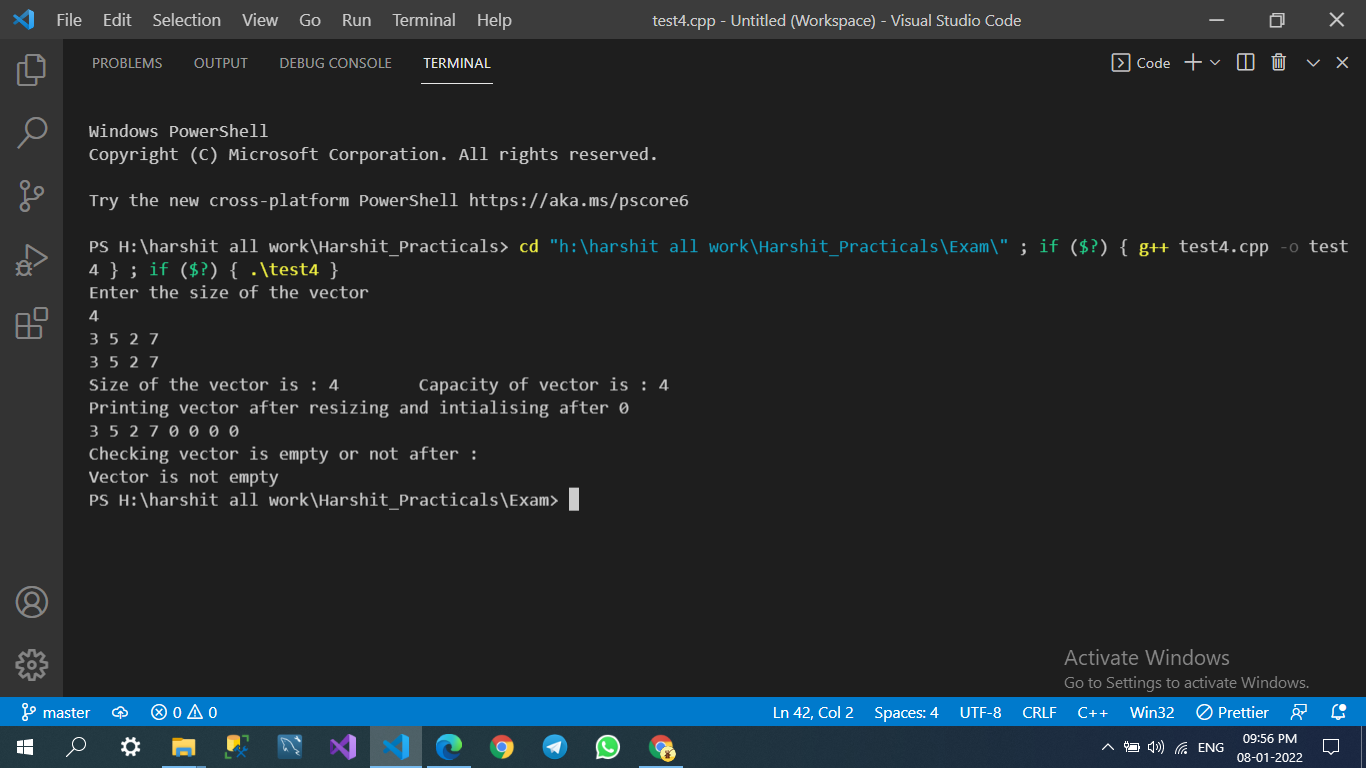 File Edit Selection View Go Run Terminal Help test4.cpp - Untitled (Workspace) - Visual Studio Code
PROBLEMS OUTPUT DEBUG CONSOLE TERMINAL Code
Windows PowerShell
Copyright (C) Microsoft Corporation. All rights reserved.
Try the new cross-platform PowerShell https://aka.ms/pscore6
PS H:\harshit all work\Harshit_Practicals> cd "h:\harshit all work\Harshit_Practicals\Exam\" ; if ($?) { g++ test4.cpp -o test
4 } ; if ($?) { .\test4 }
Enter the size of the vector
4
3 5 2 7
3 5 2 7
Size of the vector is : 4        Capacity of vector is : 4
Printing vector after resizing and intialising after 0
3 5 2 7 0 0 0 0
Checking vector is empty or not after :
Vector is not empty
PS H:\harshit all work\Harshit_Practicals\Exam>
Activate Windows
Go to Settings to activate Windows.
master 0 0 Ln 42, Col 2 Spaces: 4 UTF-8 CRLF C++ Win32 Prettier
ENG 09:56 PM
08-01-2022